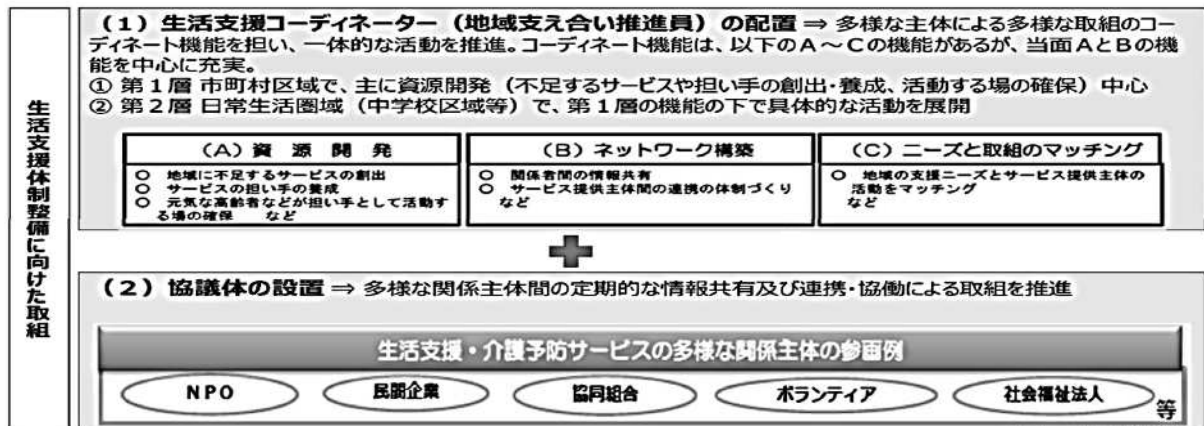 生活支援体制整備に向けた取組
（１）生活支援コーディネーター（地域支え合い推進員）の配置 ⇒ 多様な主体による多様な取組のコー
ディネート機能を担い、一体的な活動を推進。コーディネート機能は、以下のＡ～Ｃの機能があるが、当面ＡとＢの機
能を中心に充実。
① 第１層 市町村区域で、主に資源開発（不足するサービスや担い手の創出・養成、活動する場の確保）中心
② 第２層 日常生活圏域（中学校区域等）で、第１層の機能の下で具体的な活動を展開
（Ａ）資 源 開 発
○ 地域に不足するサービスの創出
○ サービスの担い手の養成
○ 元気な高齢者などが担い手として活動す
る場の確保 など
（Ｂ）ネットワーク構築
○ 関係者間の情報共有
○ サービス提供主体間の連携の体制づくり
など
（Ｃ）ニーズと取組のマッチング
○ 地域の支援ニーズとサービス提供主体の
活動をマッチング
など
（２）協議体の設置 ⇒ 多様な関係主体間の定期的な情報共有及び連携・協働による取組を推進
生活支援・介護予防サービスの多様な関係主体の参画例
ＮＰＯ
民間企業
協同組合
ボランティア
社会福祉法人
等